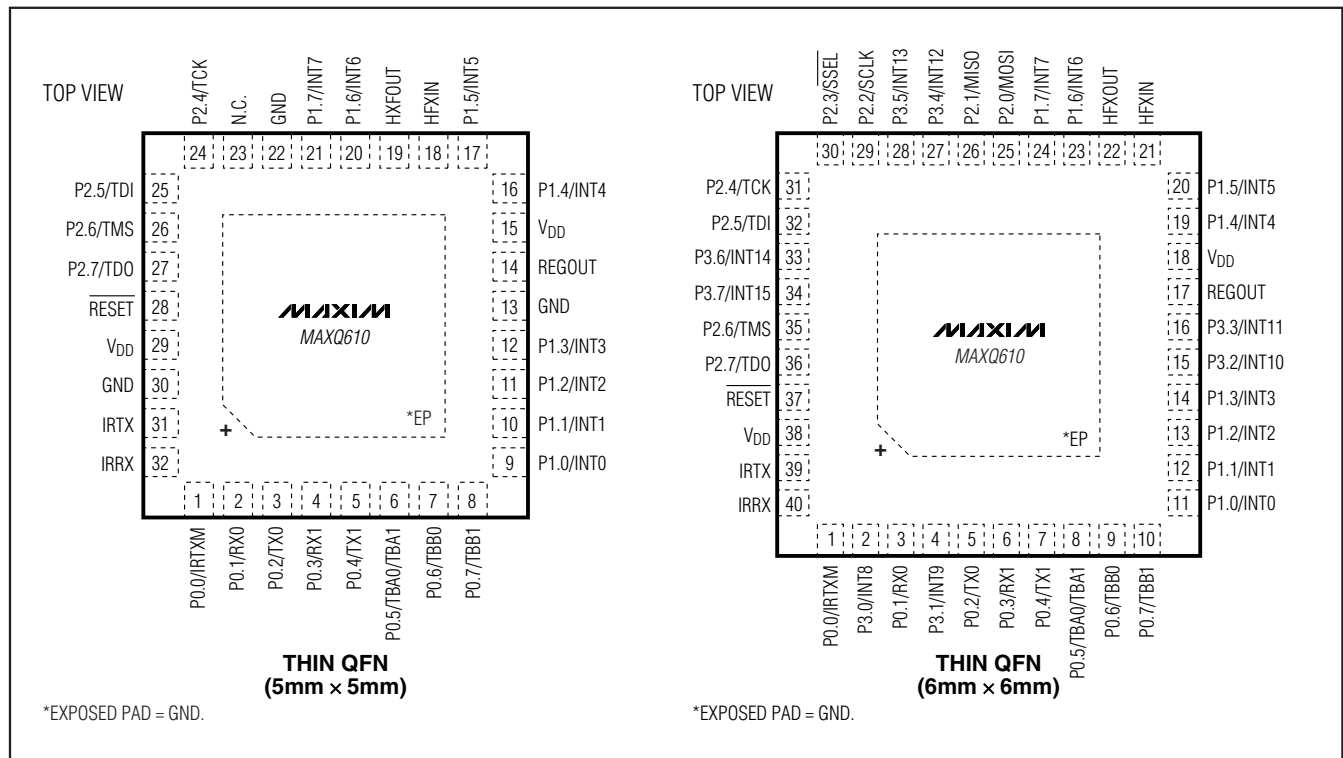 TOP VIEW
P2.4/TCK
N.C.
GND
P1.7/INT7
P1.6/INT6
HXFOUT
HFXIN
P1.5/INT5
24 23 22 21 20 19 18 17
P2.5/TDI 25
P2.6/TMS 26
P2.7/TDO 27
RESET 28
VDD 29
GND 30
IRTX 31
IRRX 32
16 P1.4/INT4
15 VDD
14 REGOUT
13 GND
12 P1.3/INT3
11 P1.2/INT2
10 P1.1/INT1
9 P1.0/INT0
MAXIM
MAXQ610
*EP
+
1 2 3 4 5 6 7 8
P0.0/IRTXM
P0.1/RX0
P0.2/TX0
P0.3/RX1
P0.4/TX1
P0.5/TBA0/TBA1
P0.6/TBB0
P0.7/TBB1
THIN QFN
(5mm × 5mm)
*EXPOSED PAD = GND.
TOP VIEW
P2.3/SSEL
P2.2/SCLK
P3.5/INT13
P3.4/INT12
P2.1/MISO
P2.0/MOSI
P1.7/INT7
P1.6/INT6
HFXOUT
HFXIN
30 29 28 27 26 25 24 23 22 21
P2.4/TCK 31
P2.5/TDI 32
P3.6/INT14 33
P3.7/INT15 34
P2.6/TMS 35
P2.7/TDO 36
RESET 37
VDD 38
IRTX 39
IRRX 40
20 P1.5/INT5
19 P1.4/INT4
18 VDD
17 REGOUT
16 P3.3/INT11
15 P3.2/INT10
14 P1.3/INT3
13 P1.2/INT2
12 P1.1/INT1
11 P1.0/INT0
MAXIM
MAXQ610
*EP
+
1 2 3 4 5 6 7 8 9 10
P0.0/IRTXM
P3.0/INT8
P0.1/RX0
P3.1/INT9
P0.2/TX0
P0.3/RX1
P0.4/TX1
P0.5/TBA0/TBA1
P0.6/TBB0
P0.7/TBB1
THIN QFN
(6mm × 6mm)
*EXPOSED PAD = GND.